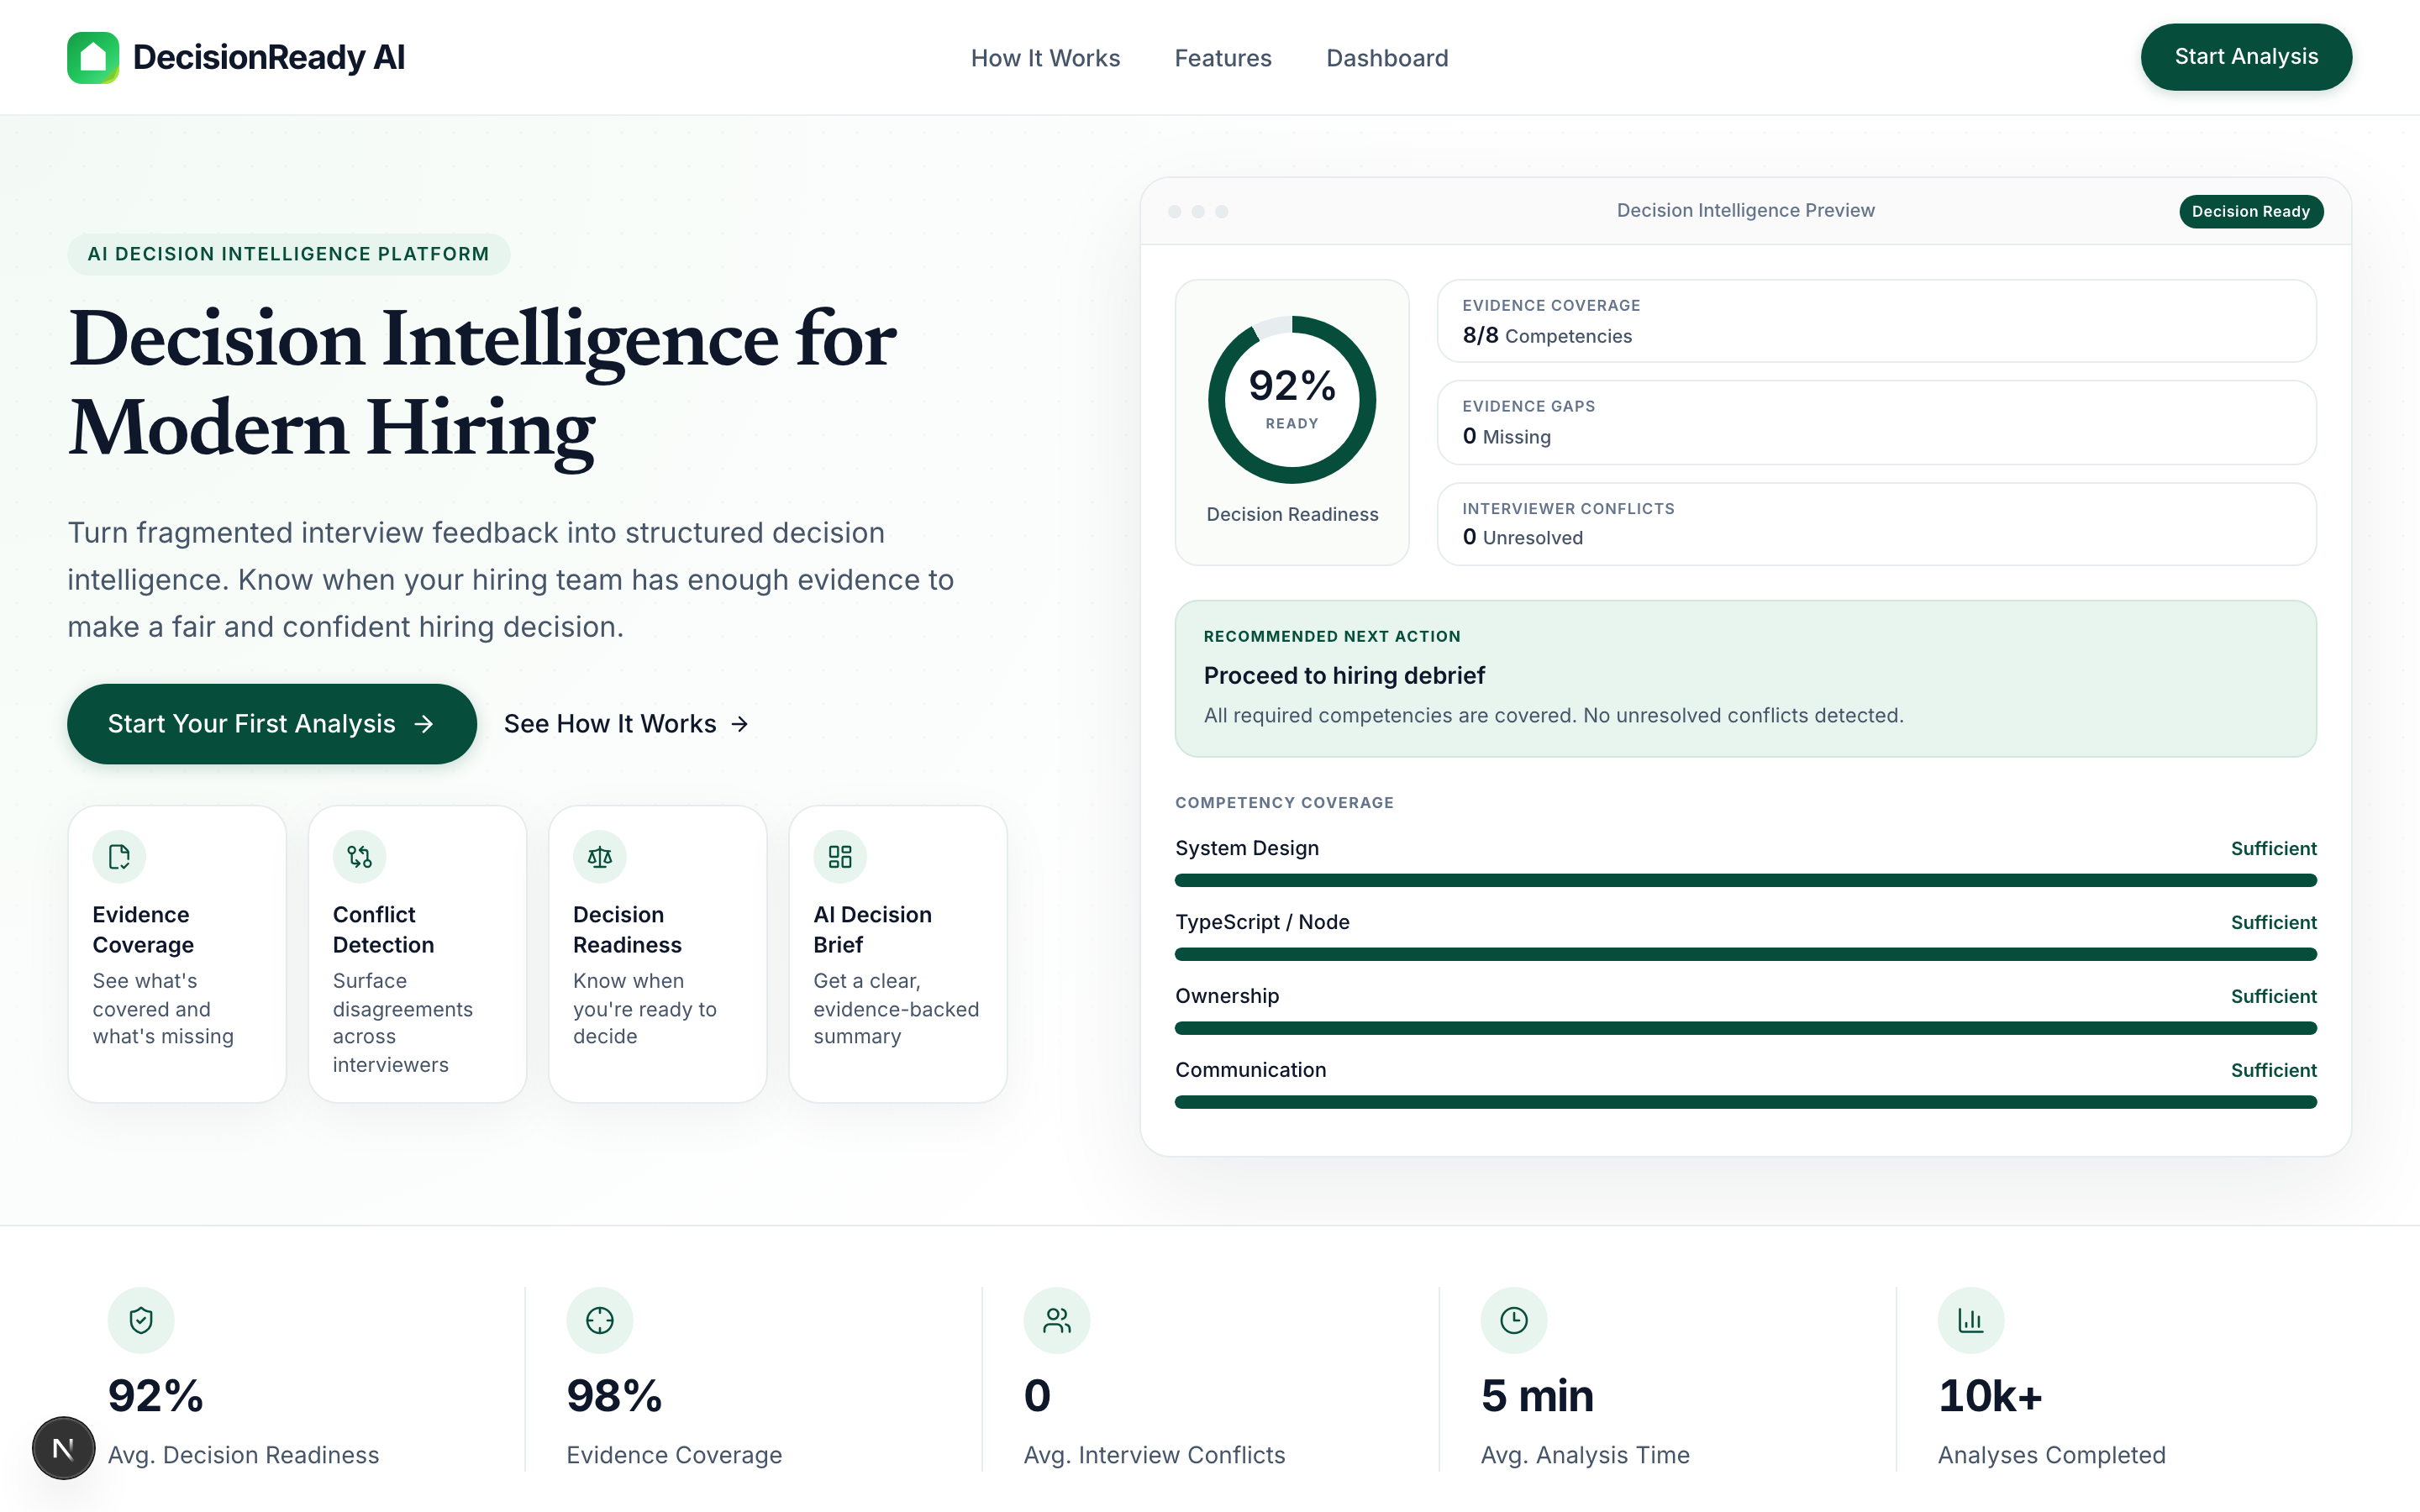 DecisionReady AI
How It Works
Features
Dashboard
Start Analysis
AI DECISION INTELLIGENCE PLATFORM
Decision Intelligence for
Modern Hiring
Turn fragmented interview feedback into structured decision
intelligence. Know when your hiring team has enough evidence to
make a fair and confident hiring decision.
Start Your First Analysis →
See How It Works →
Evidence
Coverage
See what's
covered and
what's missing
Conflict
Detection
Surface
disagreements
across
interviewers
Decision
Readiness
Know when
you're ready to
decide
AI Decision
Brief
Get a clear,
evidence-backed
summary
Decision Intelligence Preview
Decision Ready
92%
READY
Decision Readiness
EVIDENCE COVERAGE
8/8 Competencies
EVIDENCE GAPS
0 Missing
INTERVIEWER CONFLICTS
0 Unresolved
RECOMMENDED NEXT ACTION
Proceed to hiring debrief
All required competencies are covered. No unresolved conflicts detected.
COMPETENCY COVERAGE
System Design
Sufficient
TypeScript / Node
Sufficient
Ownership
Sufficient
Communication
Sufficient
92%
Avg. Decision Readiness
98%
Evidence Coverage
0
Avg. Interview Conflicts
5 min
Avg. Analysis Time
10k+
Analyses Completed
N